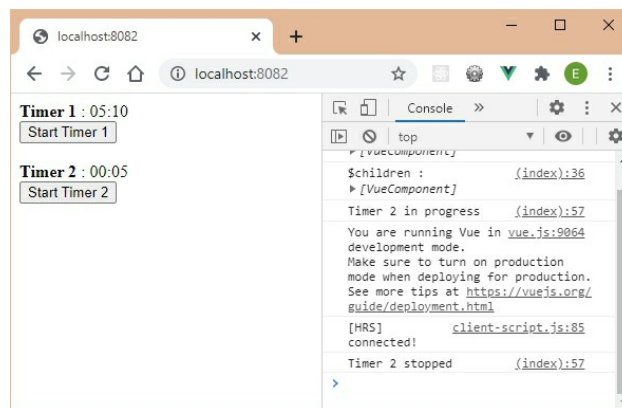 localhost:8082
localhost:8082
E
Timer 1 : 05:10
Start Timer 1
Timer 2 : 00:05
Start Timer 2
Console
top
▶ [VueComponent]
$children : (index):36
▶ [VueComponent]
Timer 2 in progress (index):57
You are running Vue in vue.js:9064
development mode.
Make sure to turn on production
mode when deploying for production.
See more tips at https://vuejs.org/
guide/deployment.html
[HRS] client-script.js:85
connected!
Timer 2 stopped (index):57